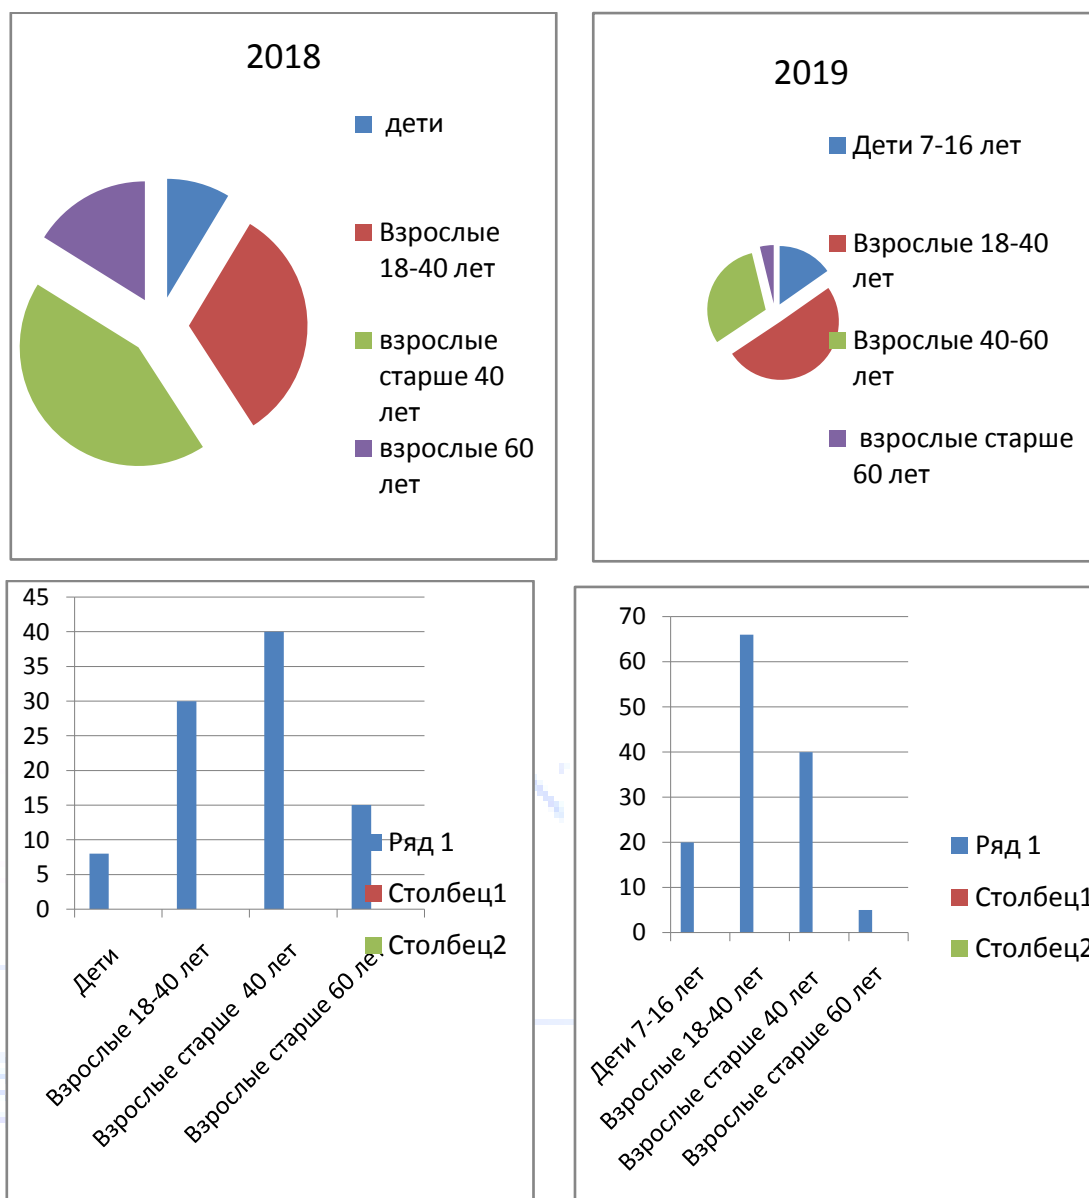 2018
дети
Взрослые
18-40 лет
взрослые
старше 40
лет
взрослые 60
лет
2019
Дети 7-16 лет
Взрослые 18-40
лет
Взрослые 40-60
лет
взрослые старше
60 лет
45
40
35
30
25
20
15
10
5
0
Дети
Взрослые 18-40 лет
Взрослые старше 40 лет
Взрослые старше 60 лет
Ряд 1
Столбец1
Столбец2
70
60
50
40
30
20
10
0
Дети 7-16 лет
Взрослые 18-40 лет
Взрослые старше 40 лет
Взрослые старше 60 лет
Ряд 1
Столбец1
Столбец2